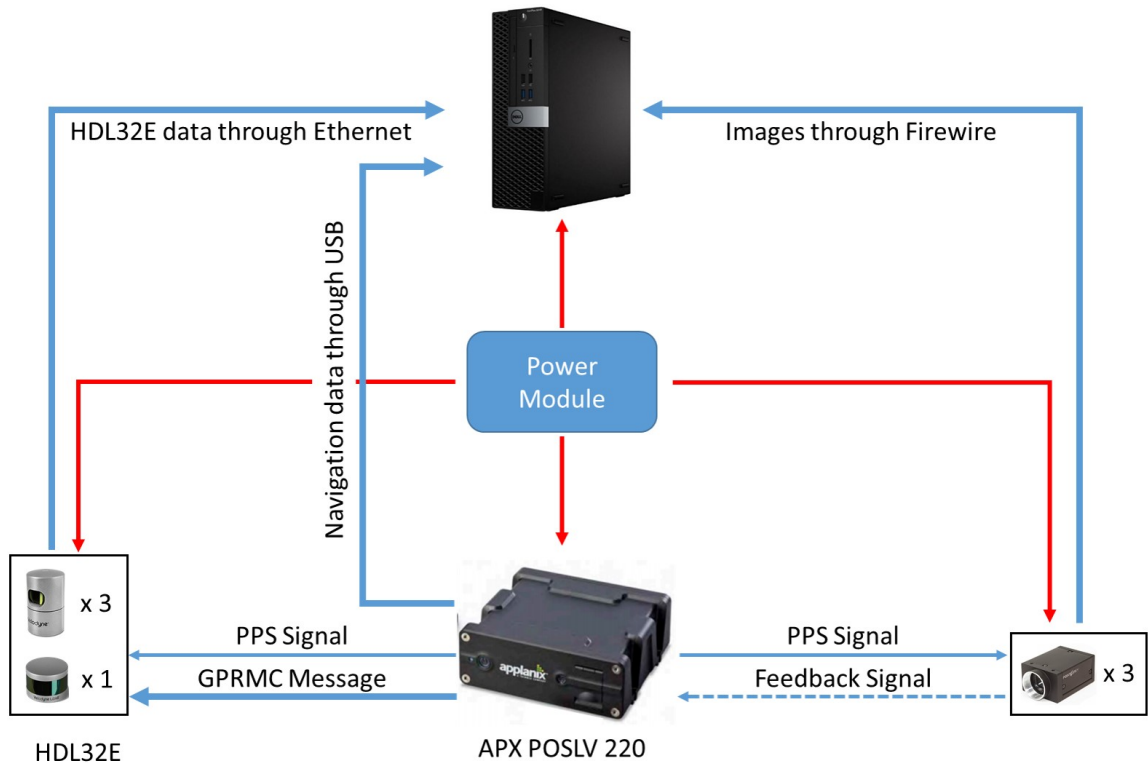 HDL32E data through Ethernet
Images through Firewire
Navigation data through USB
Power
Module
x 3
x 1
HDL32E
PPS Signal
GPRMC Message
applanix
APX POSLV 220
PPS Signal
Feedback Signal
x 3